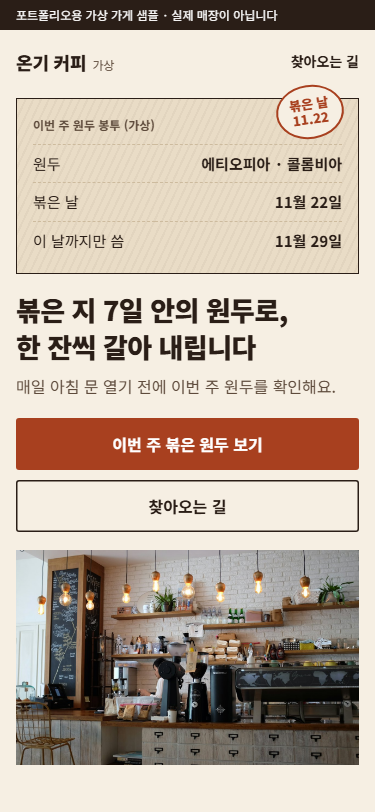 포트폴리오용 가상 가게 샘플 · 실제 매장이 아닙니다
온기 커피 가상
찾아오는 길
볶은 날
11.22
이번 주 원두 봉투 (가상)
원두 에티오피아 · 콜롬비아
볶은 날 11월 22일
이 날까지만 씀 11월 29일
볶은 지 7일 안의 원두로,
한 잔씩 갈아 내립니다
매일 아침 문 열기 전에 이번 주 원두를 확인해요.
이번 주 볶은 원두 보기
찾아오는 길